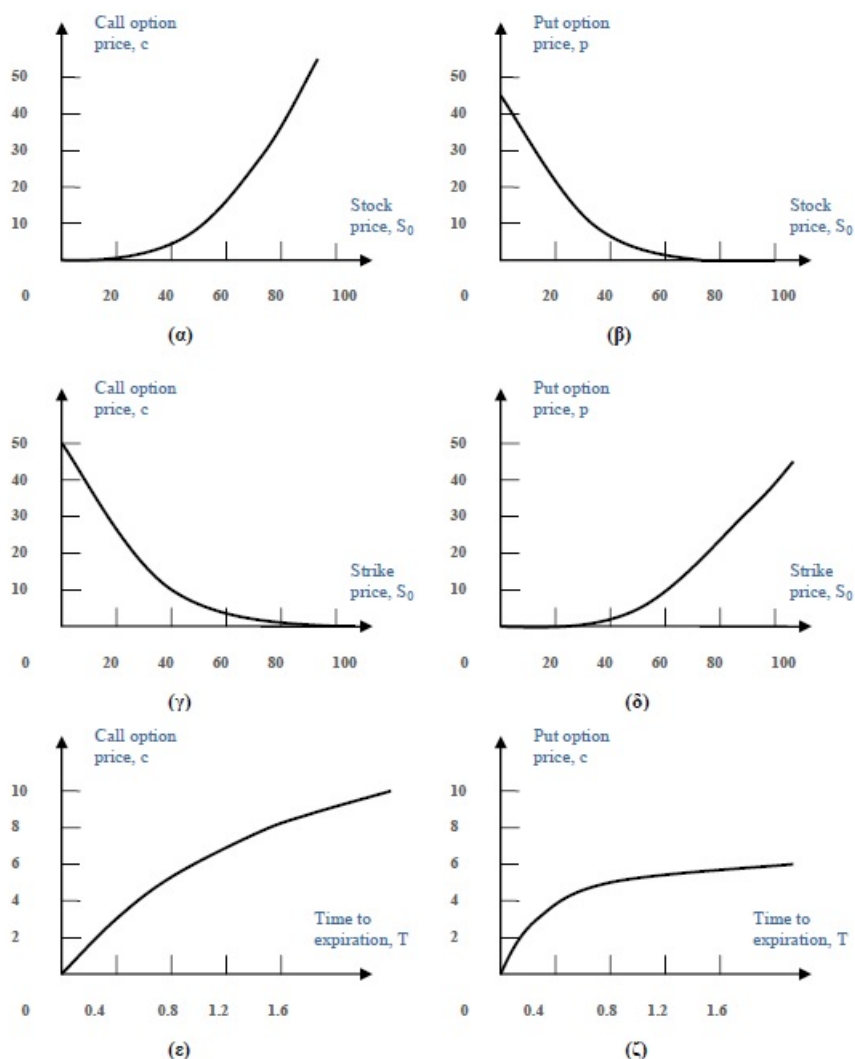 Call option
price, c
50
40
30
20
10
Stock
price, S₀
0 20 40 60 80 100
(α)
Put option
price, p
50
40
30
20
10
Stock
price, S₀
0 20 40 60 80 100
(β)
Call option
price, c
50
40
30
20
10
Strike
price, S₀
0 20 40 60 80 100
(γ)
Put option
price, p
50
40
30
20
10
Strike
price, S₀
0 20 40 60 80 100
(δ)
Call option
price, c
10
8
6
4
2
Time to
expiration, T
0 0.4 0.8 1.2 1.6
(ε)
Put option
price, c
10
8
6
4
2
Time to
expiration, T
0 0.4 0.8 1.2 1.6
(ζ)